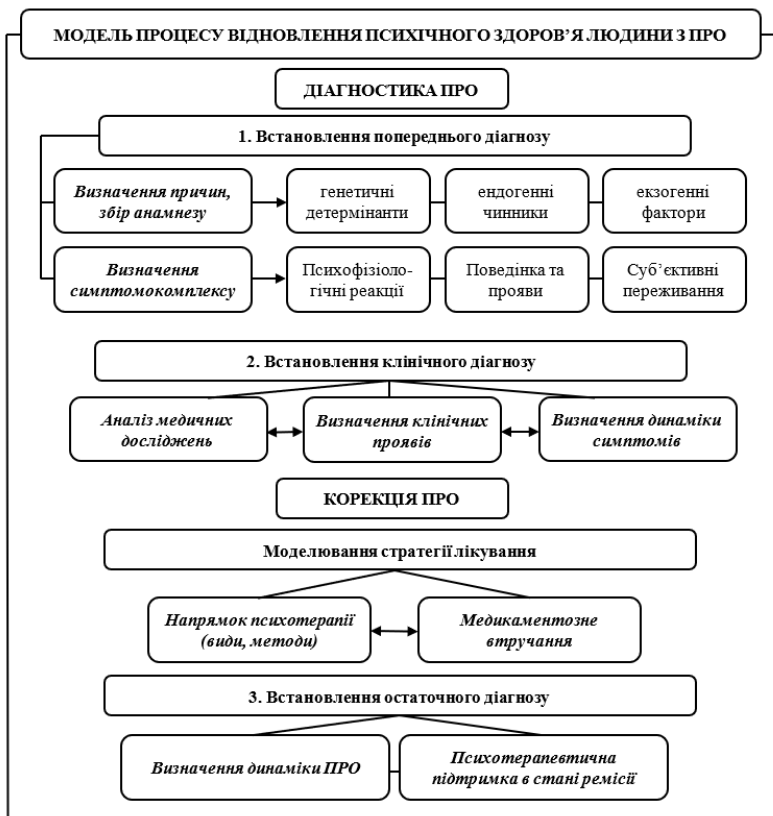 МОДЕЛЬ ПРОЦЕСУ ВІДНОВЛЕННЯ ПСИХІЧНОГО ЗДОРОВ’Я ЛЮДИНИ З ПРО
ДІАГНОСТИКА ПРО
1. Встановлення попереднього діагнозу
Визначення причин,
збір анамнезу
генетичні
детермінанти
ендогенні
чинники
екзогенні
фактори
Визначення
симптомокомплексу
Психофізіоло-
гічні реакції
Поведінка та
прояви
Суб’єктивні
переживання
2. Встановлення клінічного діагнозу
Аналіз медичних
досліджень
Визначення клінічних
проявів
Визначення динаміки
симптомів
КОРЕКЦІЯ ПРО
Моделювання стратегії лікування
Напрямок психотерапії
(види, методи)
Медикаментозне
втручання
3. Встановлення остаточного діагнозу
Визначення динаміки ПРО
Психотерапевтична
підтримка в стані ремісії